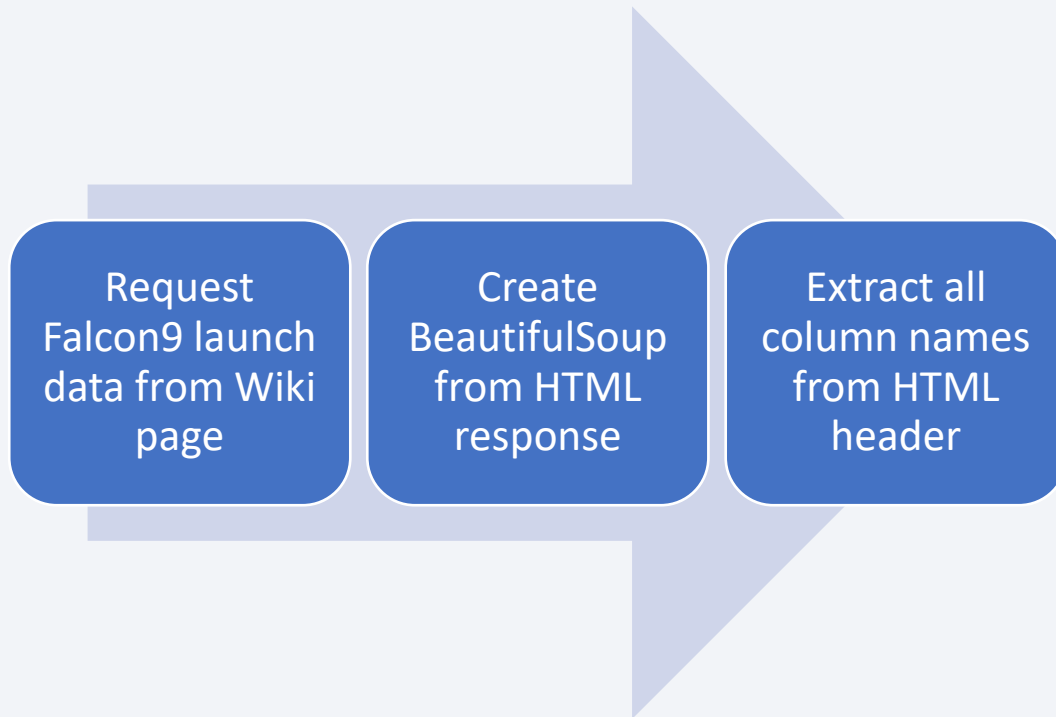 Request
Falcon9 launch
data from Wiki
page
Create
BeautifulSoup
from HTML
response
Extract all
column names
from HTML
header